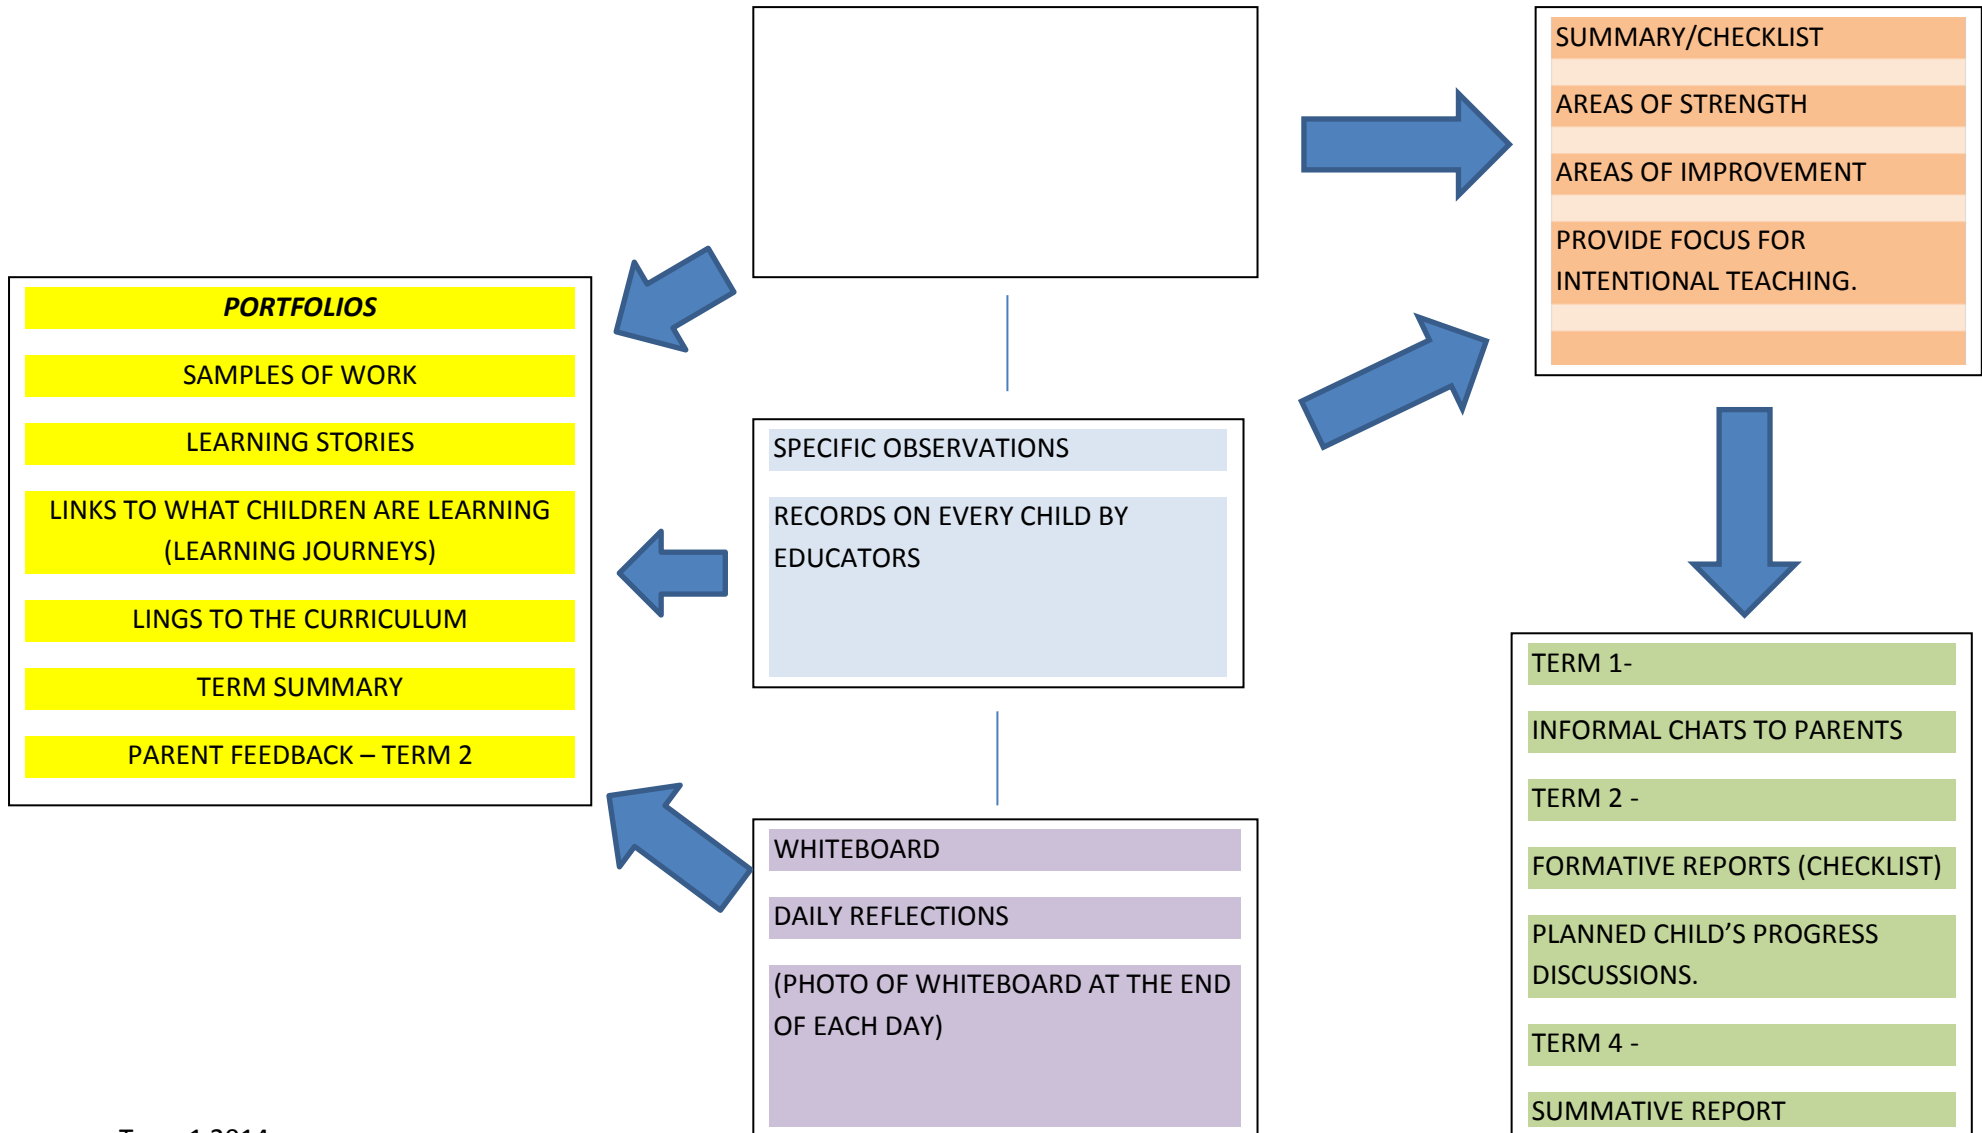 SUMMARY/CHECKLIST
AREAS OF STRENGTH
AREAS OF IMPROVEMENT
PROVIDE FOCUS FOR
INTENTIONAL TEACHING.
PORTFOLIOS
SAMPLES OF WORK
LEARNING STORIES
LINKS TO WHAT CHILDREN ARE LEARNING
(LEARNING JOURNEYS)
LINGS TO THE CURRICULUM
TERM SUMMARY
PARENT FEEDBACK – TERM 2
SPECIFIC OBSERVATIONS
RECORDS ON EVERY CHILD BY
EDUCATORS
WHITEBOARD
DAILY REFLECTIONS
(PHOTO OF WHITEBOARD AT THE END
OF EACH DAY)
TERM 1-
INFORMAL CHATS TO PARENTS
TERM 2 -
FORMATIVE REPORTS (CHECKLIST)
PLANNED CHILD’S PROGRESS
DISCUSSIONS.
TERM 4 -
SUMMATIVE REPORT
Term 1 2014